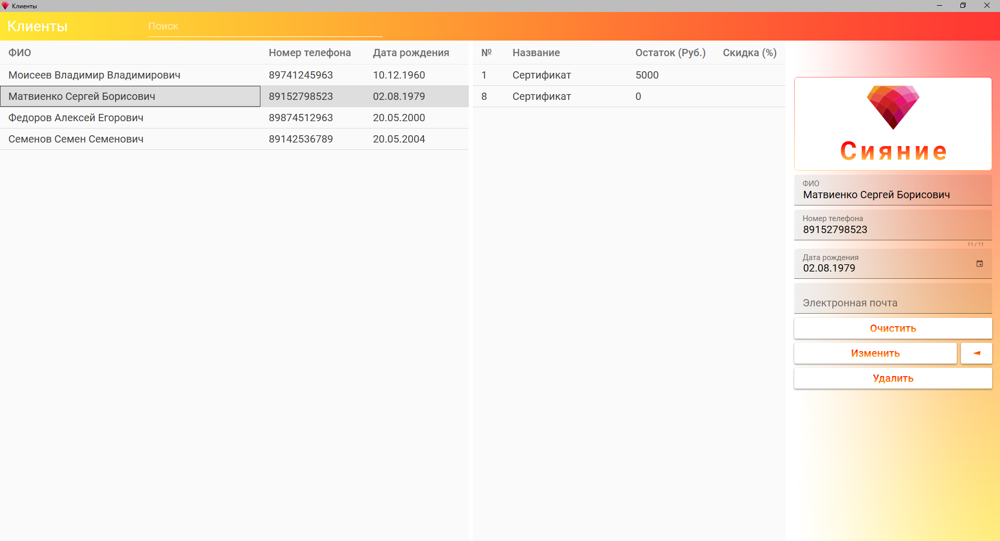 Клиенты
Клиенты
Поиск
ФИО Номер телефона Дата рождения
Моисеев Владимир Владимирович 89741245963 10.12.1960
Матвиенко Сергей Борисович 89152798523 02.08.1979
Федоров Алексей Егорович 89874512963 20.05.2000
Семенов Семен Семенович 89142536789 20.05.2004
№ Название Остаток (Руб.) Скидка (%)
1 Сертификат 5000
8 Сертификат 0
Сияние
ФИО
Матвиенко Сергей Борисович
Номер телефона
89152798523
11 / 11
Дата рождения
02.08.1979
Электронная почта
Очистить
Изменить
Удалить